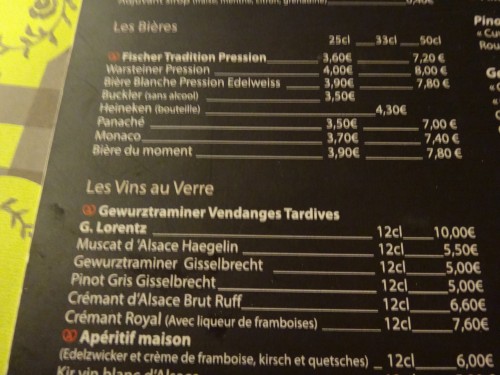 Les Bières
25cl 33cl 50cl
Fischer Tradition Pression 3,60€ 7,20 €
Warsteiner Pression 4,00€ 8,00 €
Bière Blanche Pression Edelweiss 3,90€ 7,80 €
Buckler (sans alcool) 3,50€
Heineken (bouteille) 4,30€
Panaché 3,50€ 7,00 €
Monaco 3,70€ 7,40 €
Bière du moment 3,90€ 7,80 €
Les Vins au Verre
Gewurztraminer Vendanges Tardives
G. Lorentz 12cl 10,00€
Muscat d'Alsace Haegelin 12cl 5,50€
Gewurztraminer Gisselbrecht 12cl 5,00€
Pinot Gris Gisselbrecht 12cl 5,00€
Crémant d'Alsace Brut Ruff 12cl 6,60€
Crémant Royal (Avec liqueur de framboises) 12cl 7,60€
Apéritif maison
(Edelzwicker et crème de framboise, kirsch et quetsches) 12cl 6,00€
Kir vin blanc d'Alsace